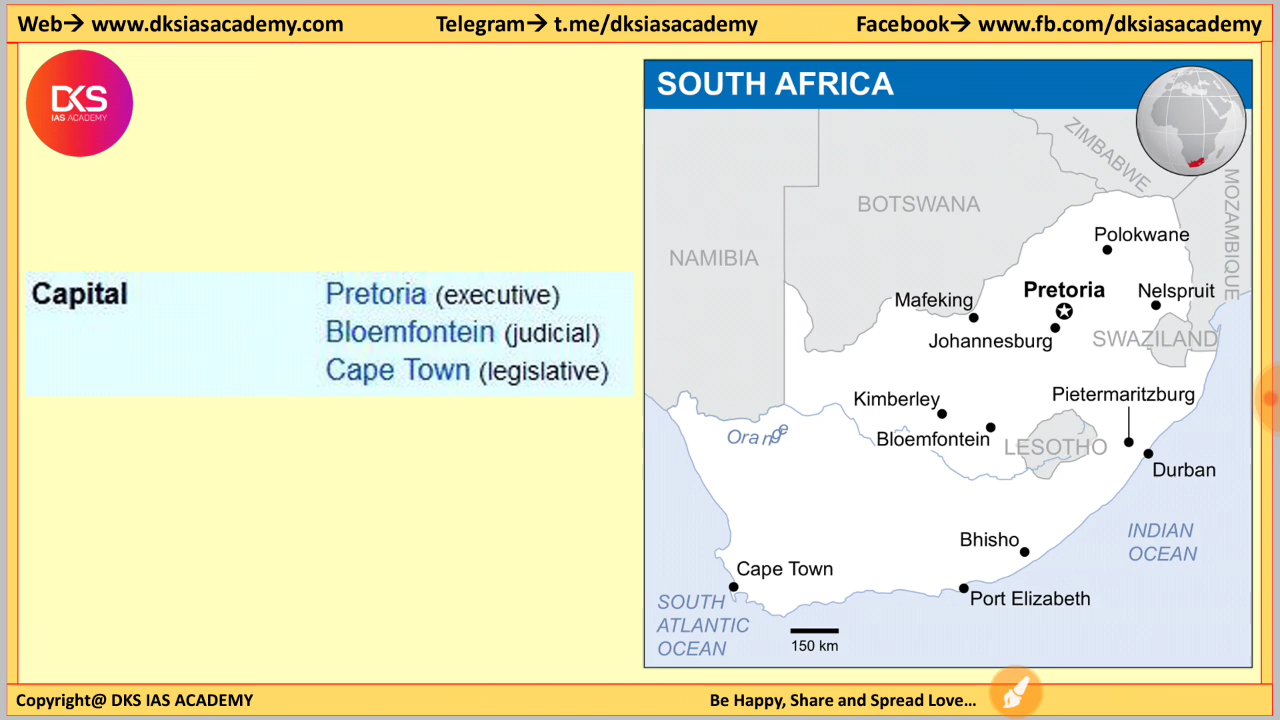 Web→ www.dksiasacademy.com
Telegram→ t.me/dksiasacademy
Facebook→ www.fb.com/dksiasacademy
DKS
IAS ACADEMY
Capital
Pretoria (executive)
Bloemfontein (judicial)
Cape Town (legislative)
SOUTH AFRICA
ZIMBABWE
MOZAMBIQUE
BOTSWANA
NAMIBIA
Polokwane
Pretoria
Nelspruit
Mafeking
Johannesburg
SWAZILAND
Pietermaritzburg
Kimberley
Orange
Bloemfontein
LESOTHO
Durban
INDIAN
OCEAN
Bhisho
Cape Town
Port Elizabeth
SOUTH
ATLANTIC
OCEAN
150 km
Copyright@ DKS IAS ACADEMY
Be Happy, Share and Spread Love...